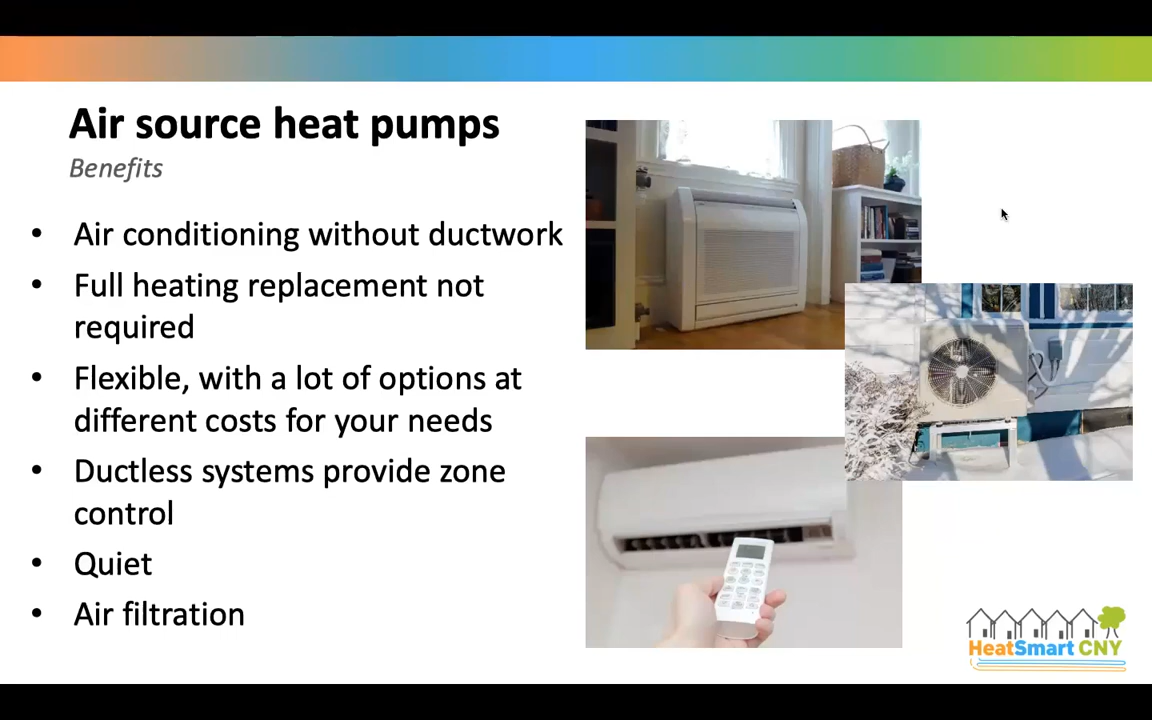 Air source heat pumps
Benefits
• Air conditioning without ductwork
• Full heating replacement not
required
• Flexible, with a lot of options at
different costs for your needs
• Ductless systems provide zone
control
• Quiet
• Air filtration
HeatSmart CNY